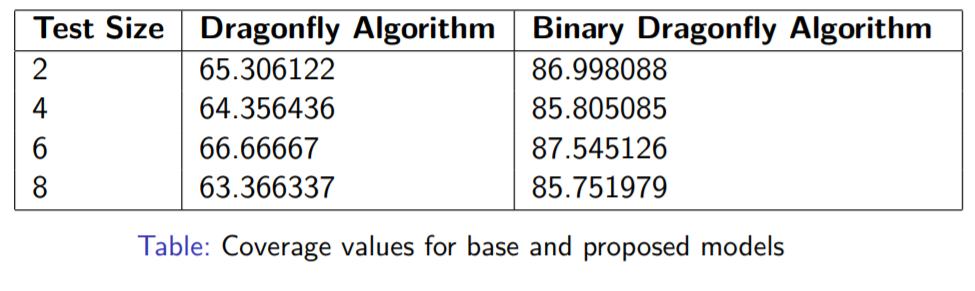 Test Size Dragonfly Algorithm Binary Dragonfly Algorithm
2 65.306122 86.998088
4 64.356436 85.805085
6 66.66667 87.545126
8 63.366337 85.751979
Table: Coverage values for base and proposed models